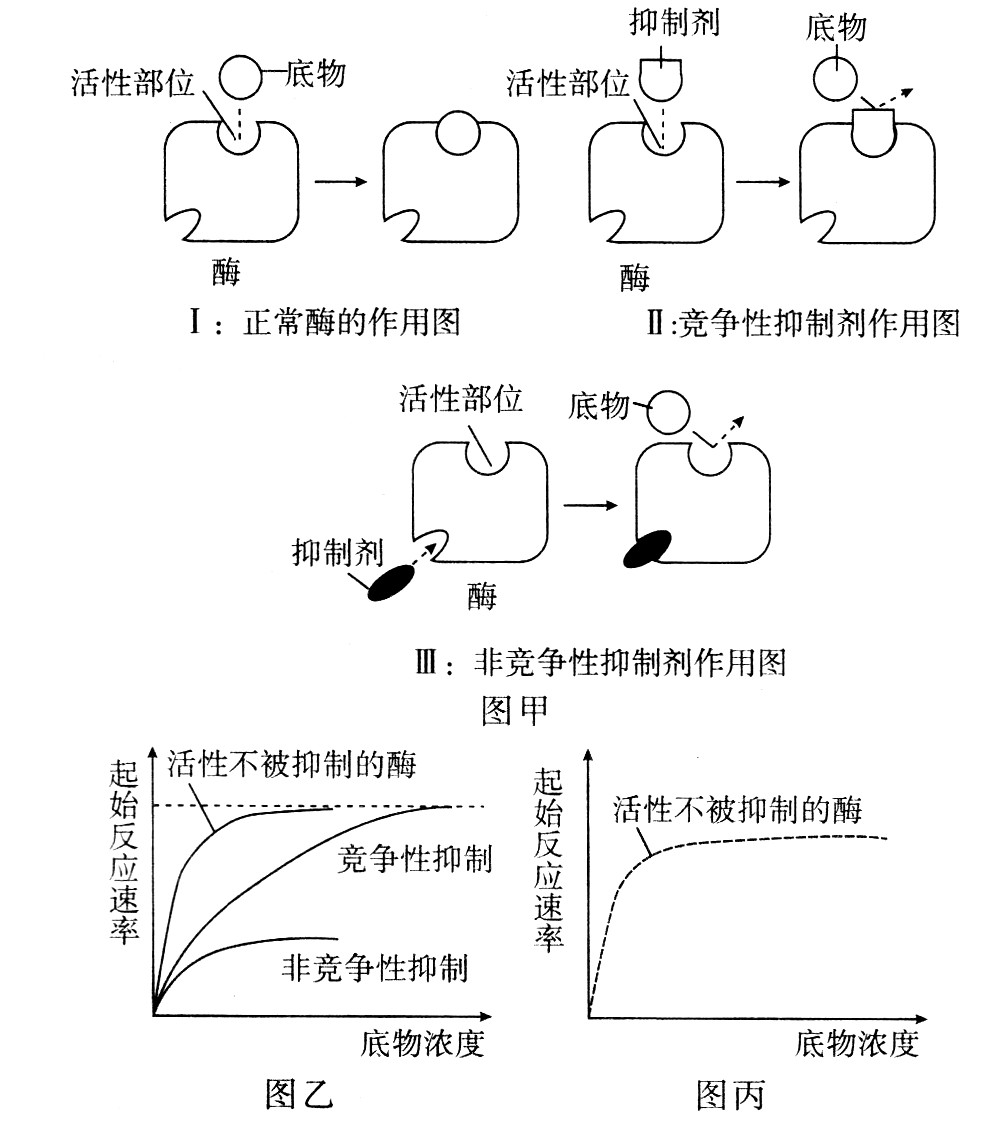 抑制剂
底物
活性部位
底物
活性部位
酶
酶
Ⅰ：正常酶的作用图
Ⅱ:竞争性抑制剂作用图
活性部位
底物
抑制剂
酶
Ⅲ：非竞争性抑制剂作用图
图甲
起始反应速率
活性不被抑制的酶
竞争性抑制
非竞争性抑制
底物浓度
图乙
起始反应速率
活性不被抑制的酶
底物浓度
图丙